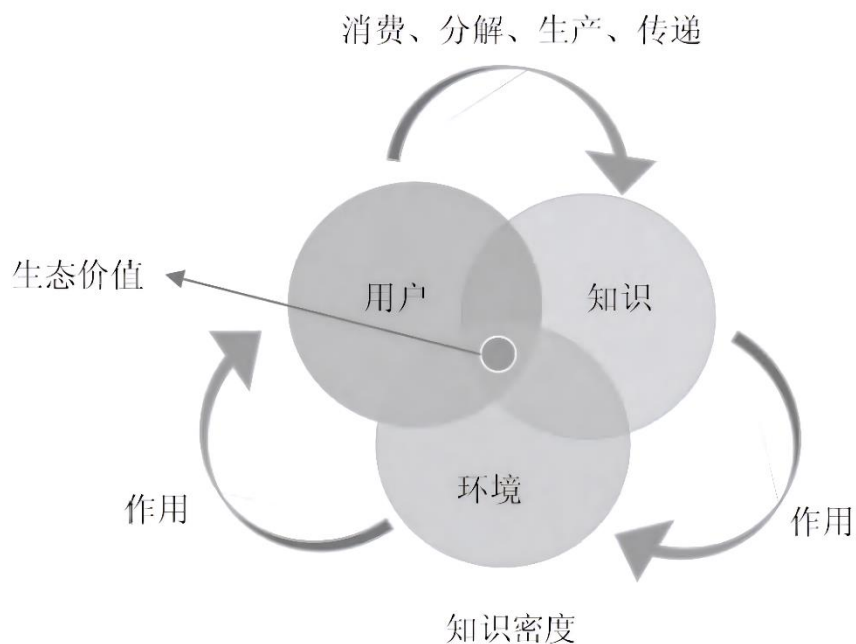 消费、分解、生产、传递
生态价值
用户
知识
环境
作用
作用
知识密度